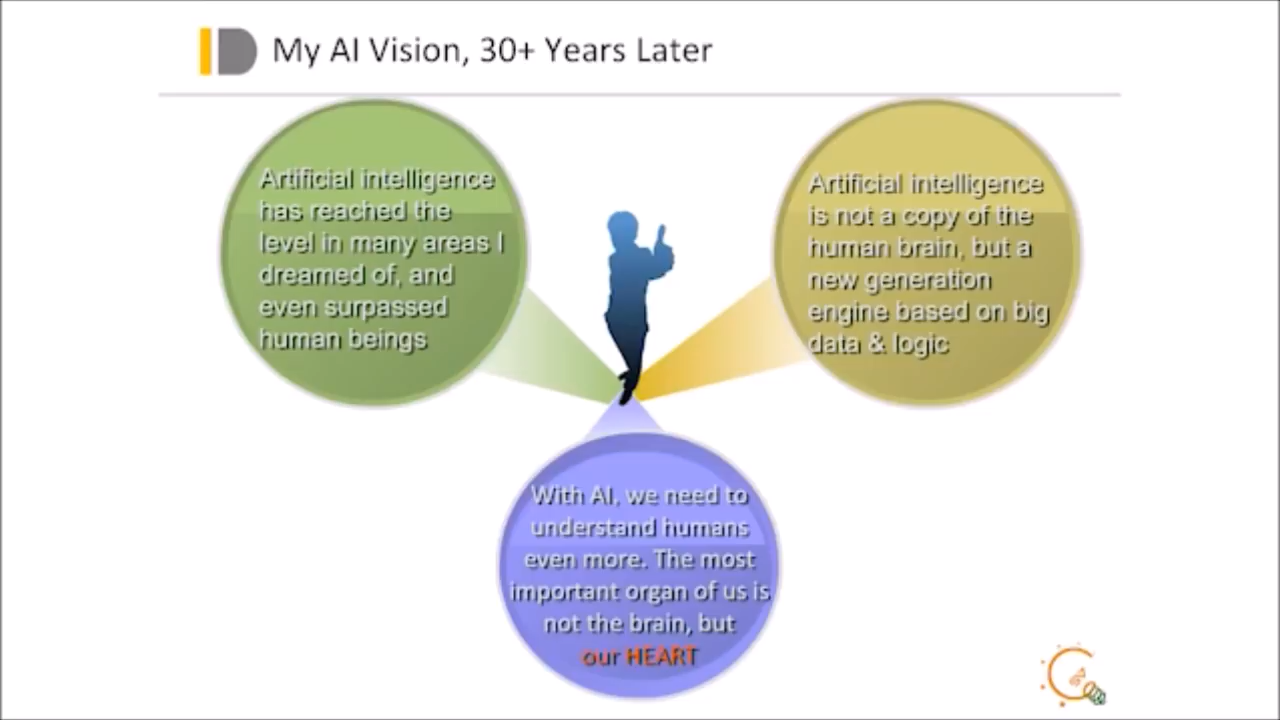 My AI Vision, 30+ Years Later
Artificial intelligence
has reached the
level in many areas I
dreamed of, and
even surpassed
human beings
Artificial intelligence
is not a copy of the
human brain, but a
new generation
engine based on big
data & logic
With AI, we need to
understand humans
even more. The most
important organ of us is
not the brain, but
our HEART